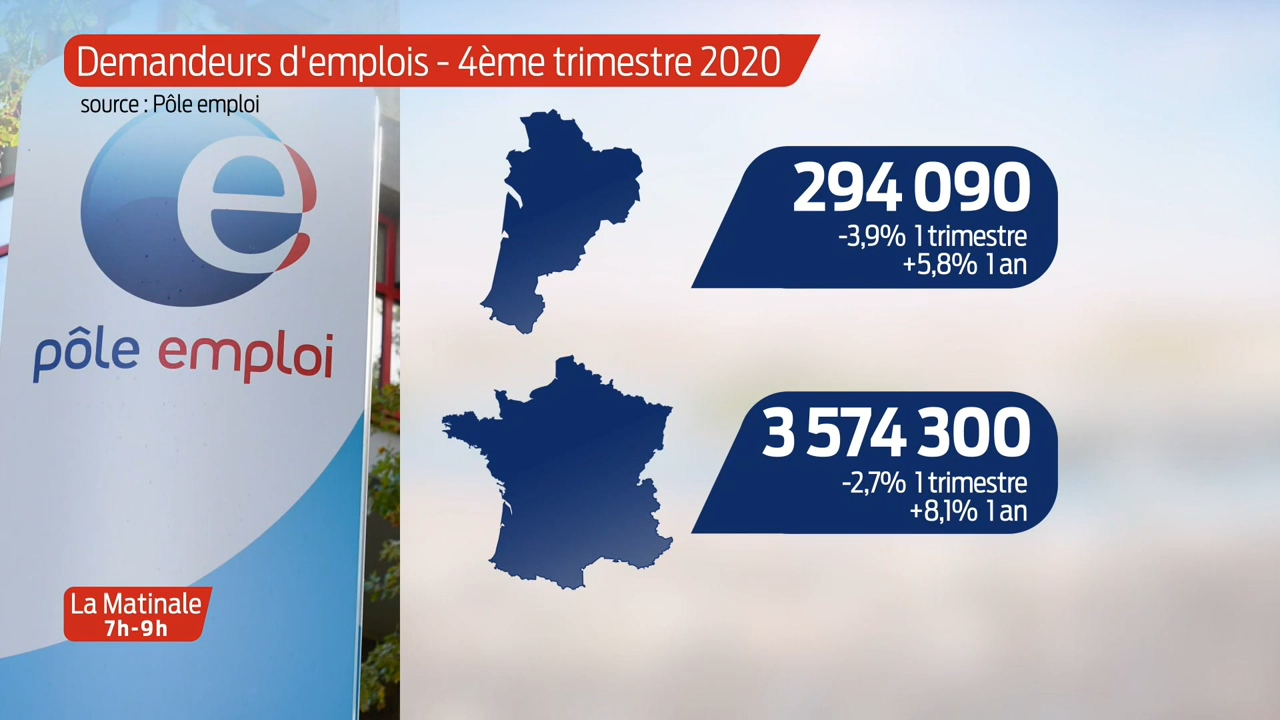 Demandeurs d'emplois - 4ème trimestre 2020
source : Pôle emploi
e
pôle emploi
294 090
-3,9% 1 trimestre
+5,8% 1 an
3 574 300
-2,7% 1 trimestre
+8,1% 1 an
La Matinale
7h-9h